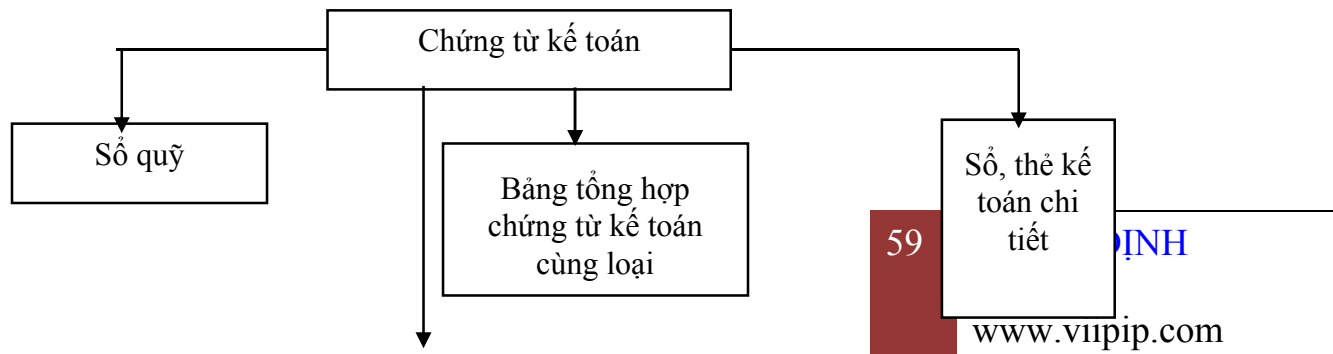 Chứng từ kế toán
Sổ quỹ
Bảng tổng hợp
chứng từ kế toán
cùng loại
Sổ, thẻ kế
toán chi
tiết
59
www.viipip.com